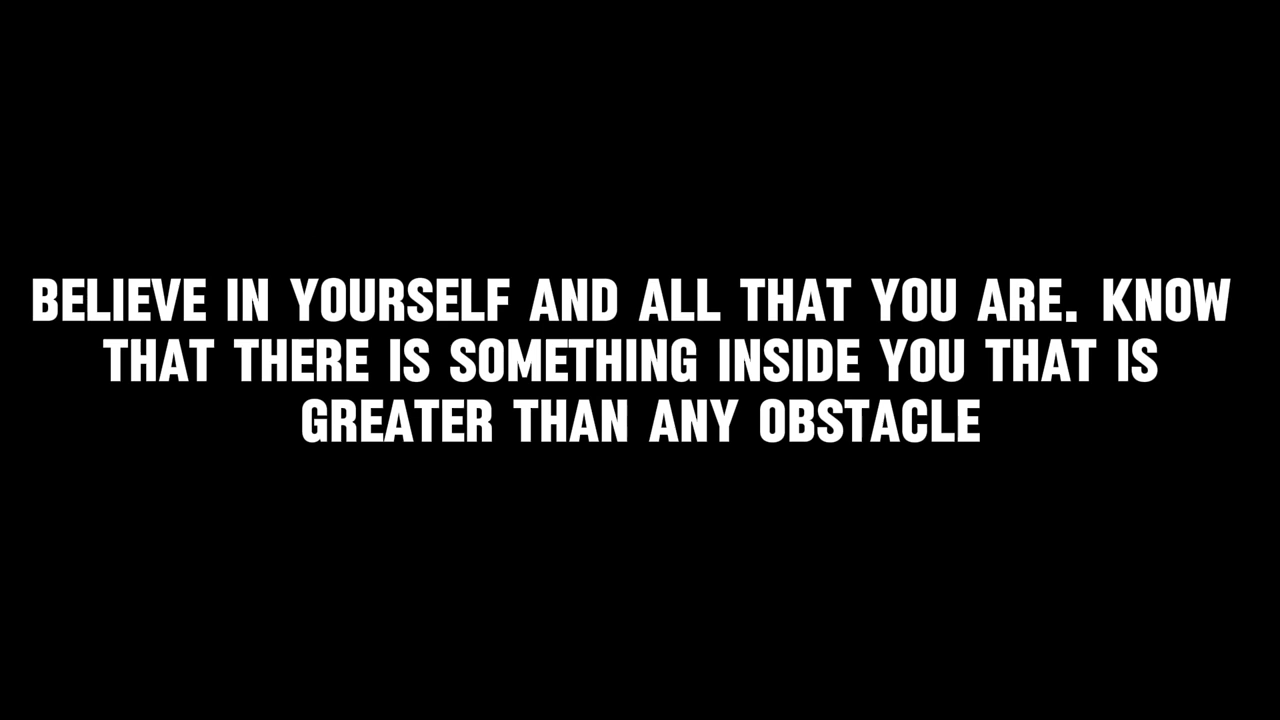 BELIEVE IN YOURSELF AND ALL THAT YOU ARE. KNOW
THAT THERE IS SOMETHING INSIDE YOU THAT IS
GREATER THAN ANY OBSTACLE